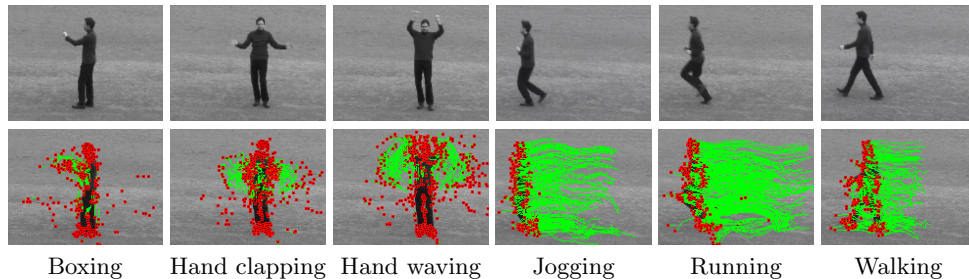 Boxing
Hand clapping
Hand waving
Jogging
Running
Walking